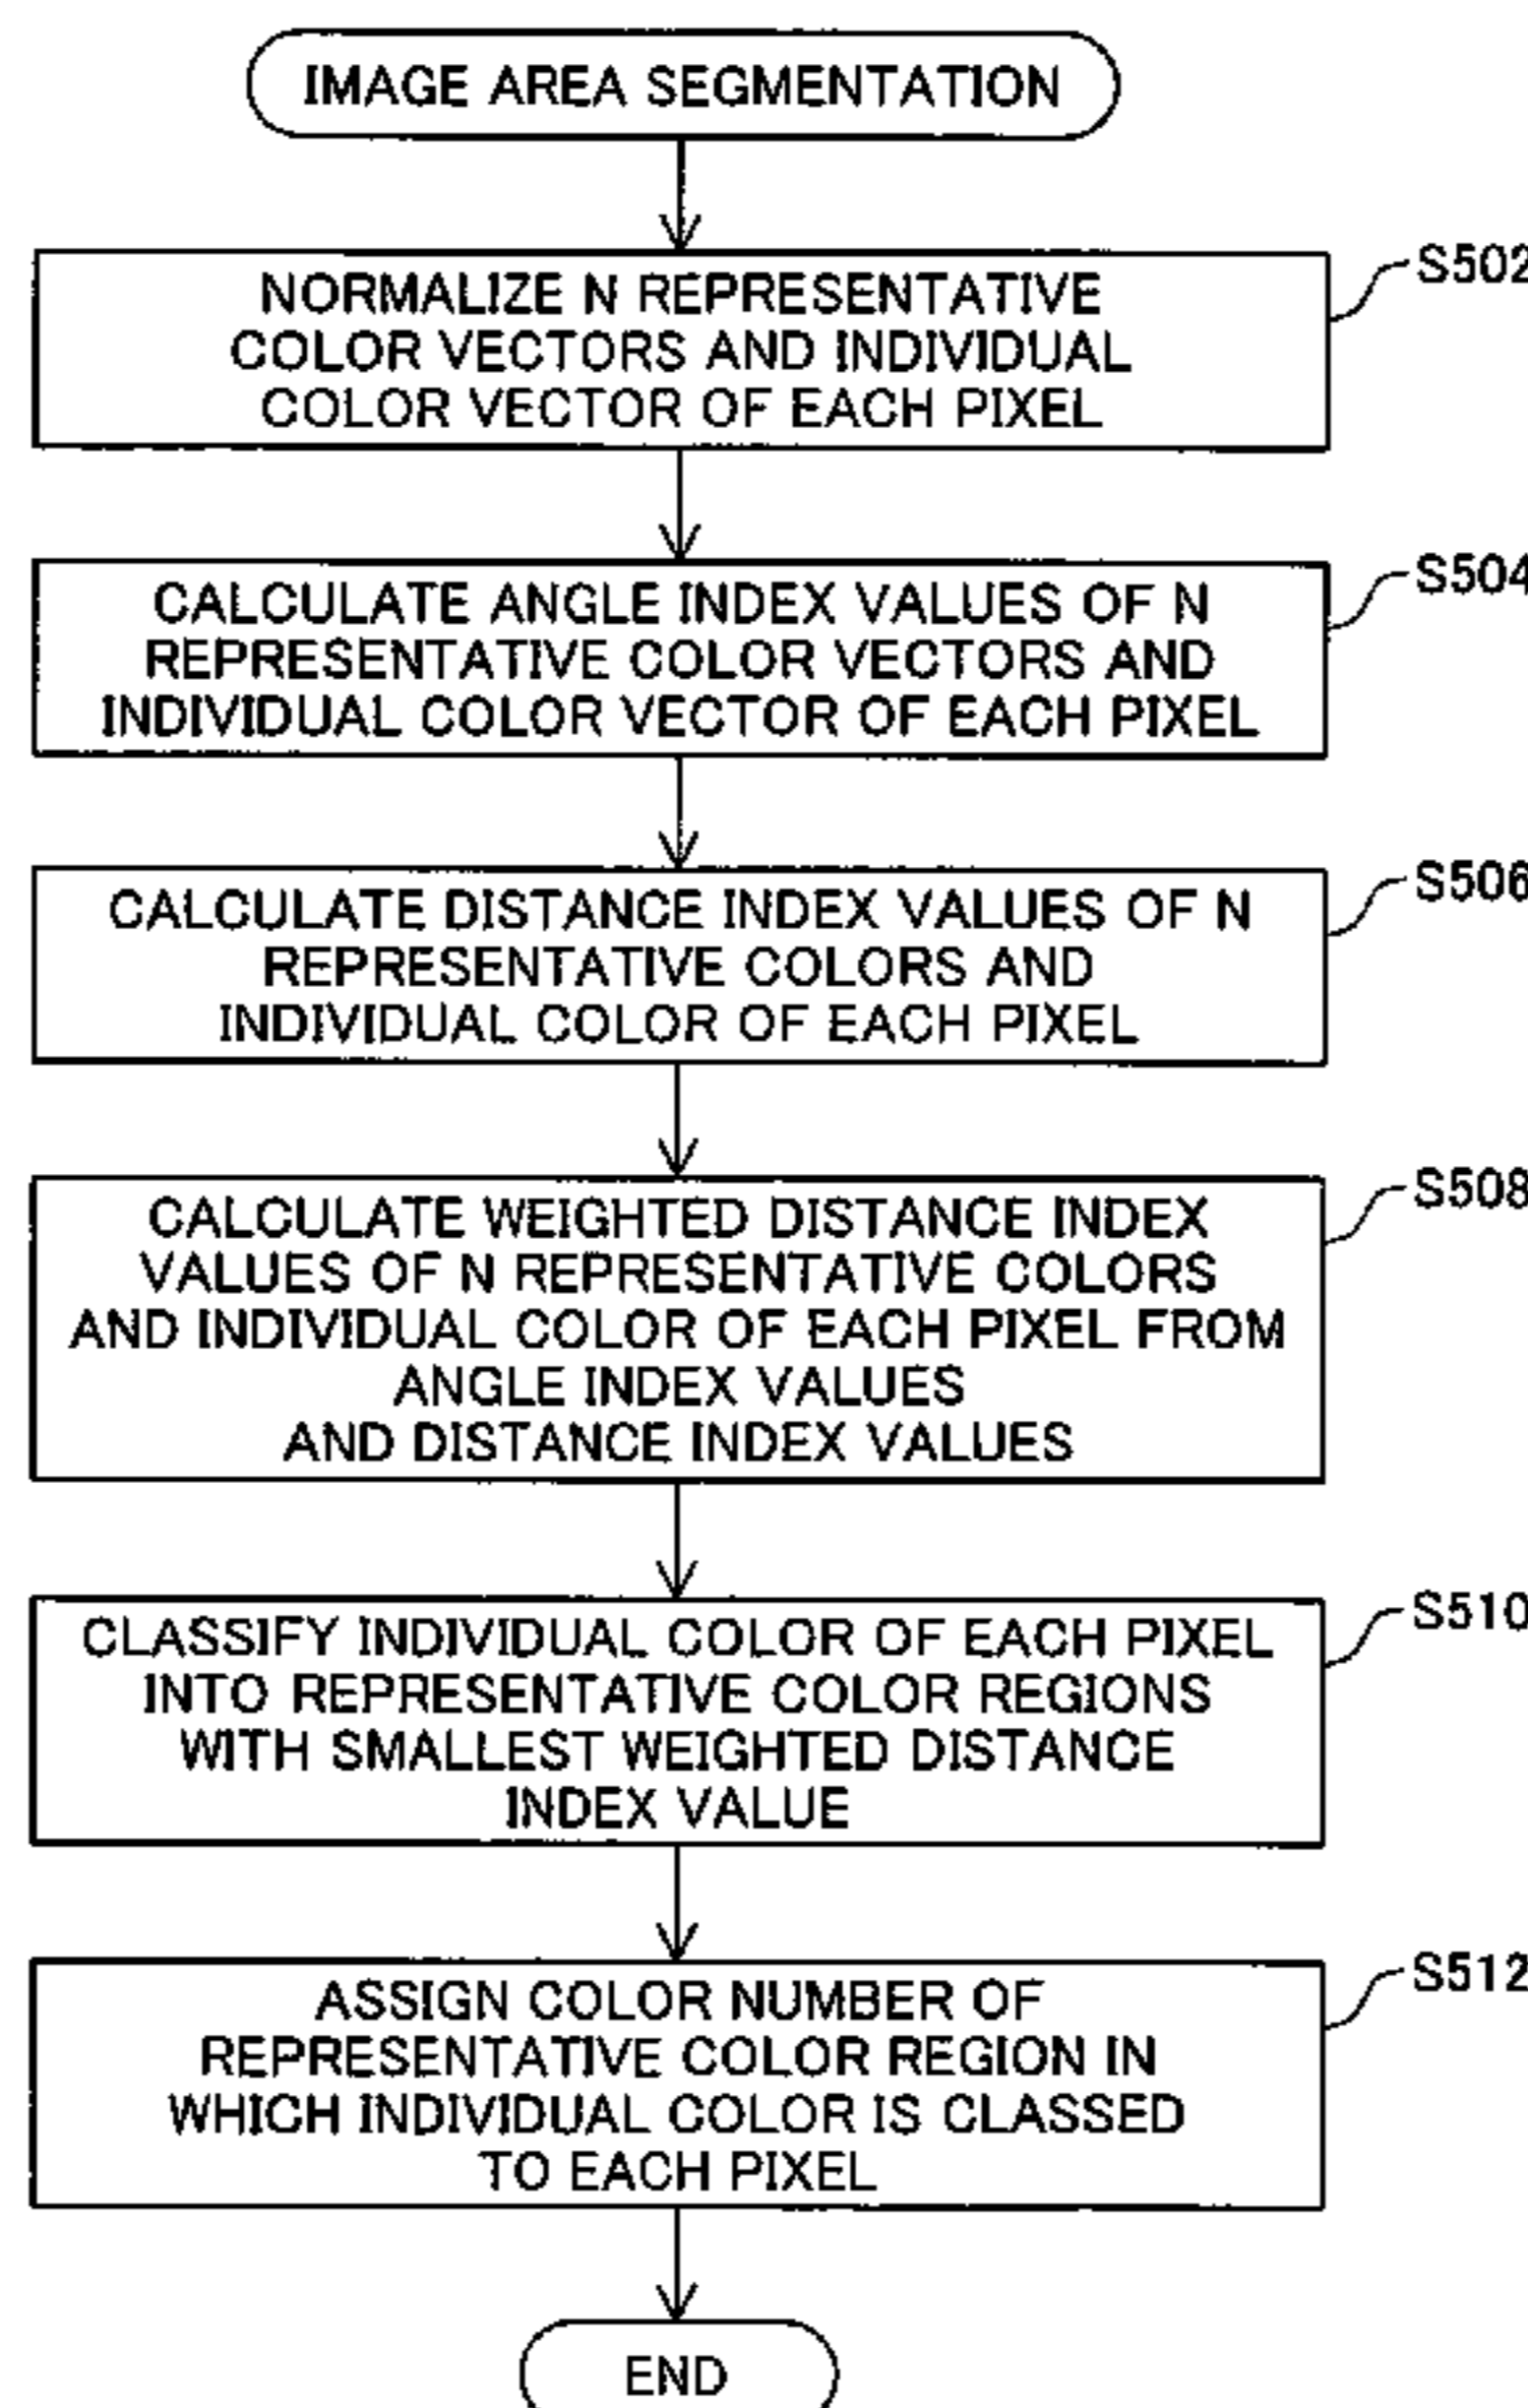 IMAGE AREA SEGMENTATION
S502
NORMALIZE N REPRESENTATIVE
COLOR VECTORS AND INDIVIDUAL
COLOR VECTOR OF EACH PIXEL
S504
CALCULATE ANGLE INDEX VALUES OF N
REPRESENTATIVE COLOR VECTORS AND
INDIVIDUAL COLOR VECTOR OF EACH PIXEL
S506
CALCULATE DISTANCE INDEX VALUES OF N
REPRESENTATIVE COLORS AND
INDIVIDUAL COLOR OF EACH PIXEL
S508
CALCULATE WEIGHTED DISTANCE INDEX
VALUES OF N REPRESENTATIVE COLORS
AND INDIVIDUAL COLOR OF EACH PIXEL FROM
ANGLE INDEX VALUES
AND DISTANCE INDEX VALUES
S510
CLASSIFY INDIVIDUAL COLOR OF EACH PIXEL
INTO REPRESENTATIVE COLOR REGIONS
WITH SMALLEST WEIGHTED DISTANCE
INDEX VALUE
S512
ASSIGN COLOR NUMBER OF
REPRESENTATIVE COLOR REGION IN
WHICH INDIVIDUAL COLOR IS CLASSED
TO EACH PIXEL
END